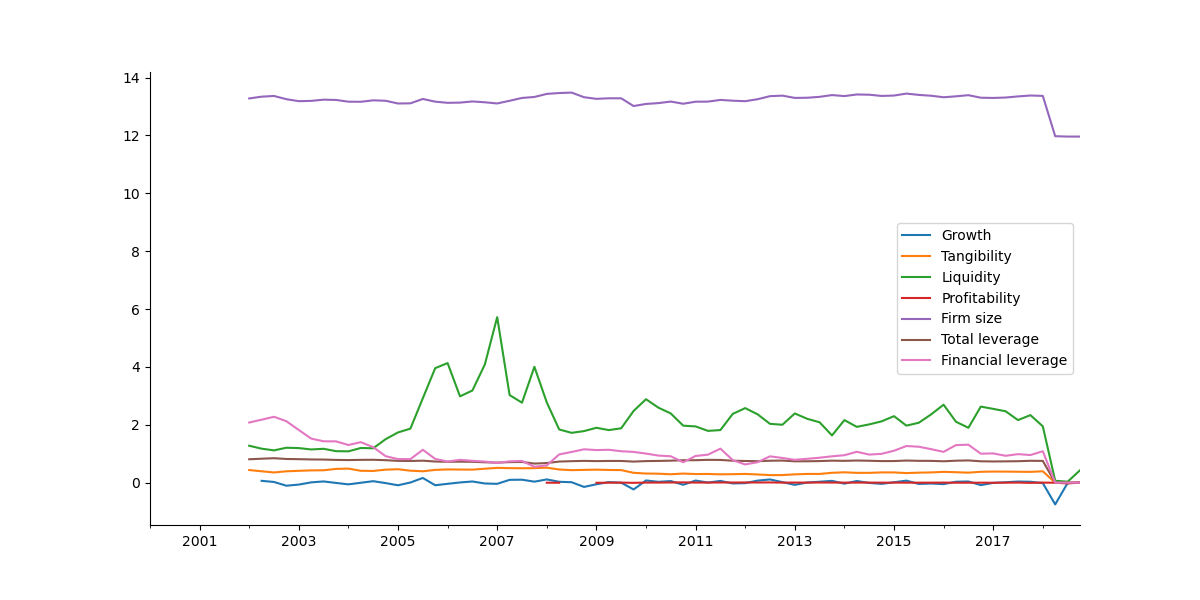 14
12
10
8
6
4
2
0
Growth
Tangibility
Liquidity
Profitability
Firm size
Total leverage
Financial leverage
2001 2003 2005 2007 2009 2011 2013 2015 2017